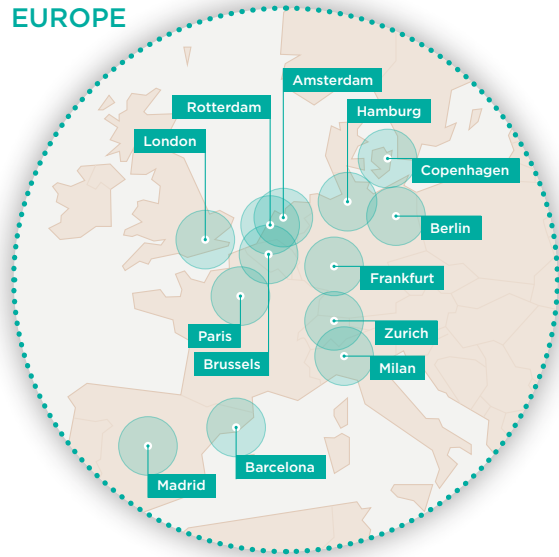 EUROPE
Amsterdam
Rotterdam
Hamburg
London
Copenhagen
Berlin
Frankfurt
Paris
Zurich
Brussels
Milan
Barcelona
Madrid